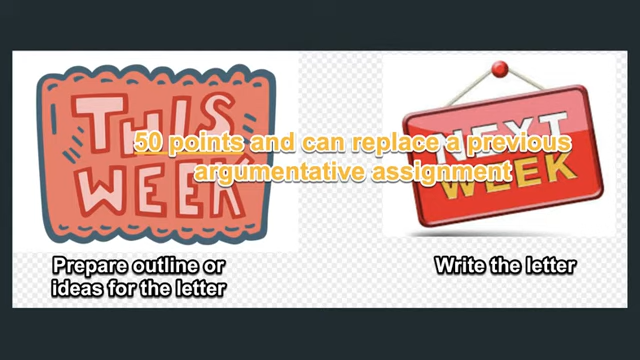 THIS
WEEK
NEXT
WEEK
50 points and can replace a previous
argumentative assignment
Prepare outline or
ideas for the letter
Write the letter